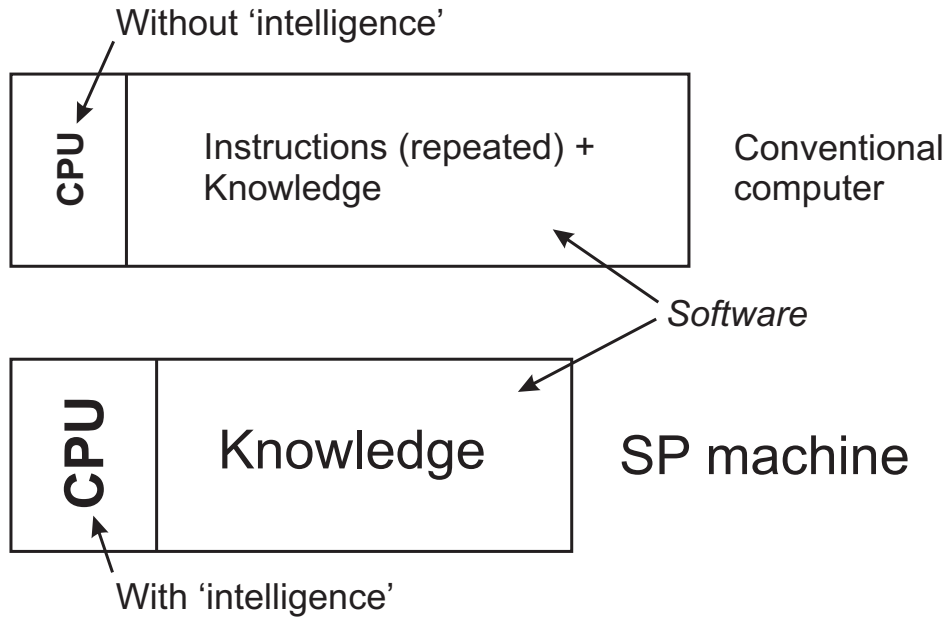 Without ‘intelligence’
CPU
Instructions (repeated) +
Knowledge
Conventional
computer
Software
CPU
Knowledge
SP machine
With ‘intelligence’